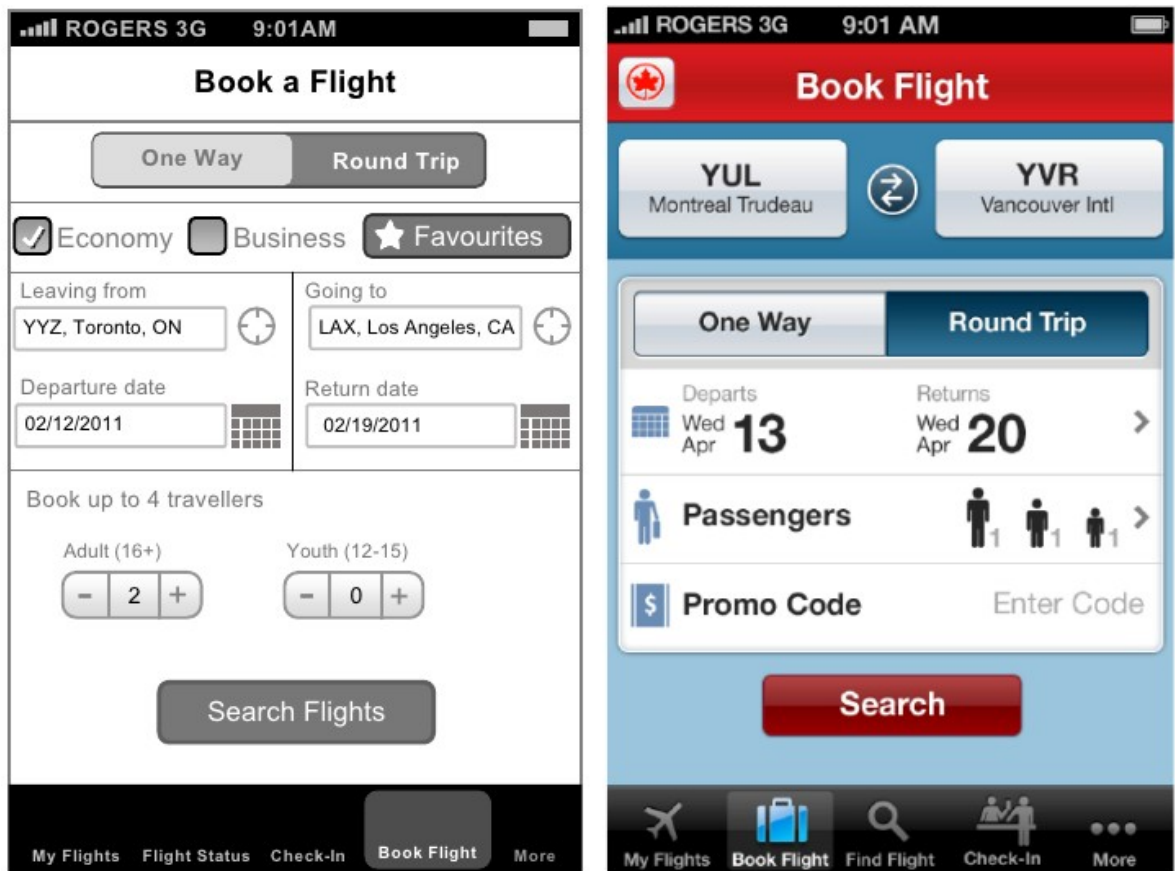 ROGERS 3G 9:01AM
Book a Flight
One Way Round Trip
Economy Business Favourites
Leaving from Going to
YYZ, Toronto, ON LAX, Los Angeles, CA
Departure date Return date
02/12/2011 02/19/2011
Book up to 4 travellers
Adult (16+) Youth (12-15)
- 2 + - 0 +
Search Flights
My Flights Flight Status Check-In Book Flight More
ROGERS 3G 9:01 AM
Book Flight
YUL YVR
Montreal Trudeau Vancouver Intl
One Way Round Trip
Departs Returns
Wed Apr 13 Wed Apr 20
Passengers 1 1 1
$ Promo Code Enter Code
Search
My Flights Book Flight Find Flight Check-In More